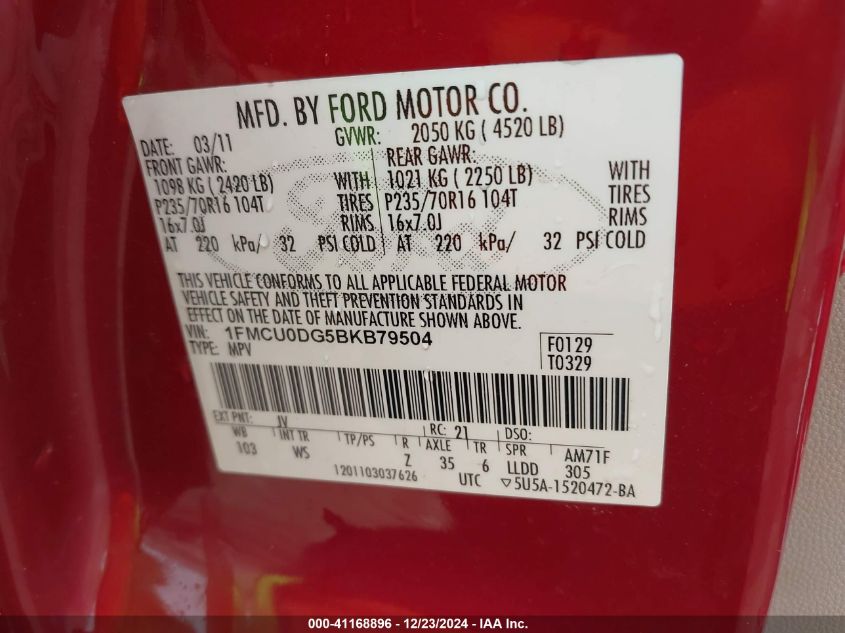 MFD. BY FORD MOTOR CO.
DATE: 03/11 GVWR: 2050 KG ( 4520 LB)
FRONT GAWR: REAR GAWR:
1098 KG ( 2420 LB) WITH 1021 KG ( 2250 LB) WITH
P235/70R16 104T TIRES P235/70R16 104T TIRES
16x7.0J RIMS 16x7.0J RIMS
AT 220 kPa/ 32 PSI COLD AT 220 kPa/ 32 PSI COLD
THIS VEHICLE CONFORMS TO ALL APPLICABLE FEDERAL MOTOR
VEHICLE SAFETY AND THEFT PREVENTION STANDARDS IN
EFFECT ON THE DATE OF MANUFACTURE SHOWN ABOVE.
VIN: 1FMCU0DG5BKB79504 F0129
TYPE: MPV T0329
EXT PNT: JV RC: 21 DSO:
WB INT TR TP/PS R AXLE TR SPR AM71F
103 WS Z 35 6 LLDD 305
1201103037626 UTC ▽5U5A-1520472-BA
000-41168896 - 12/23/2024 - IAA Inc.